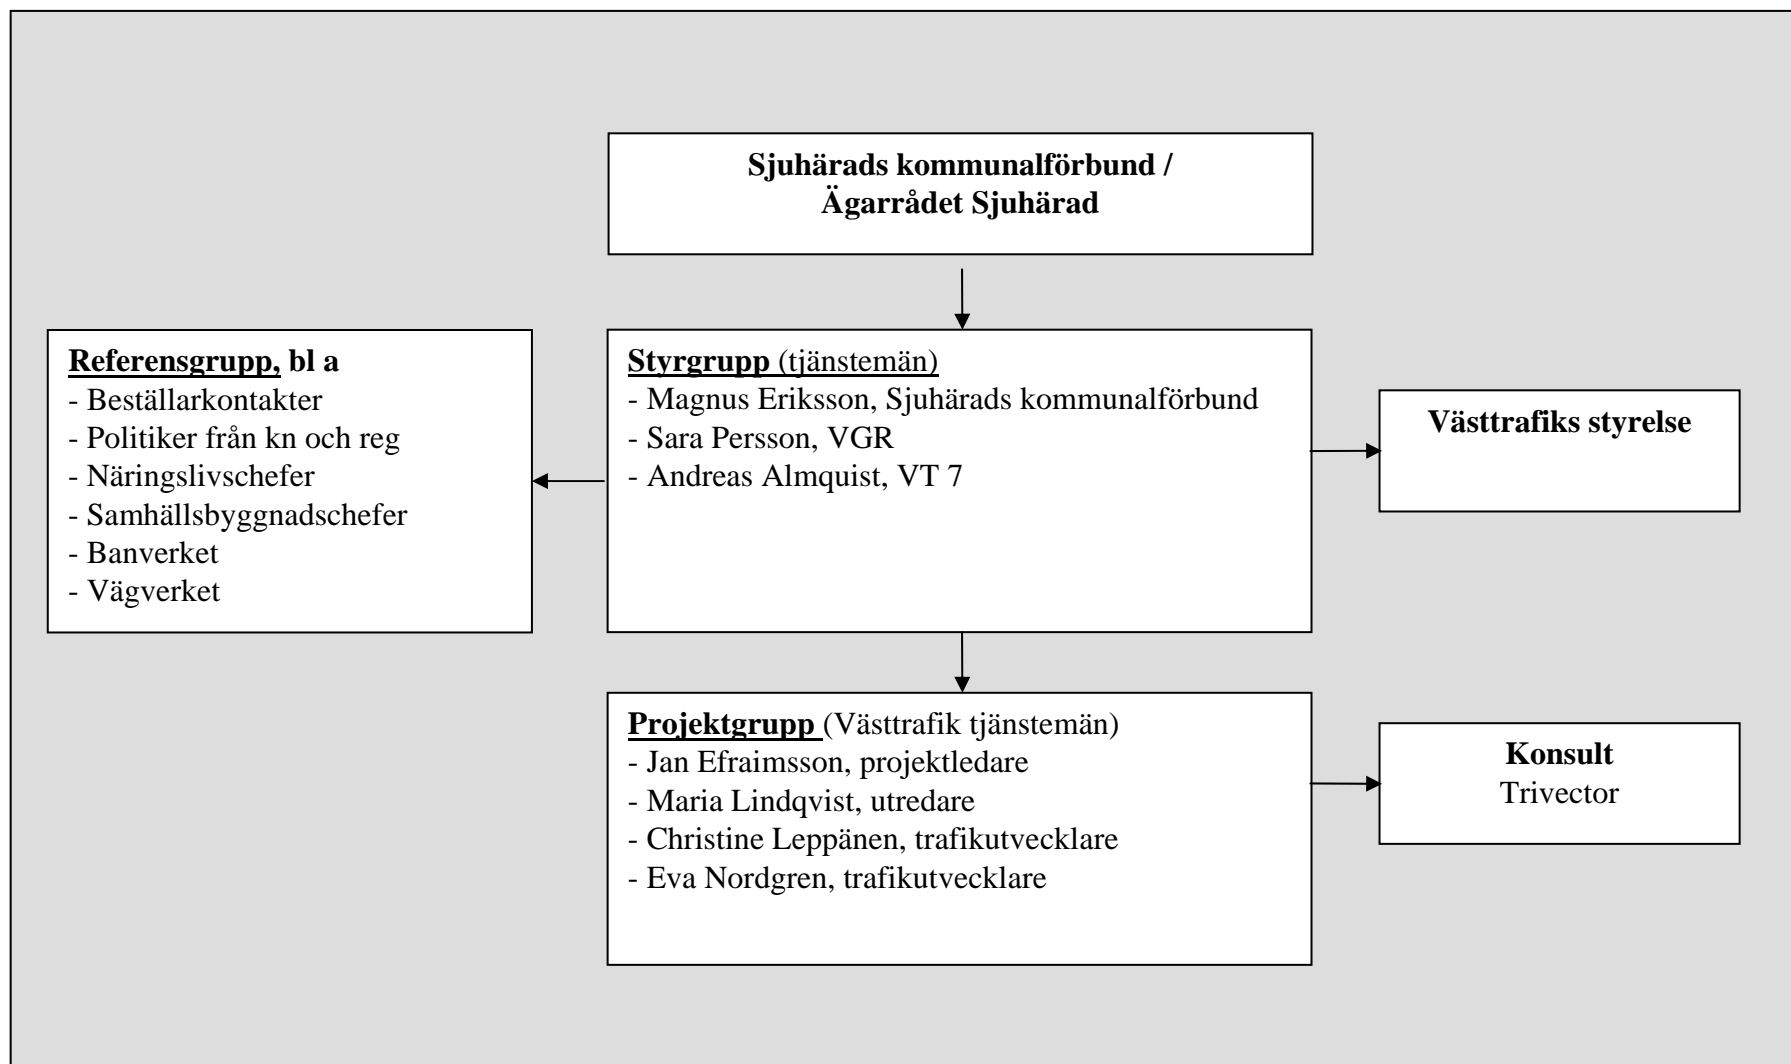 Sjuhärads kommunalförbund /
Ägarrådet Sjuhärad
Referensgrupp, bl a
- Beställarkontakter
- Politiker från kn och reg
- Näringslivschefer
- Samhällsbyggnadschefer
- Banverket
- Vägverket
Styrgrupp (tjänstemän)
- Magnus Eriksson, Sjuhärads kommunalförbund
- Sara Persson, VGR
- Andreas Almquist, VT 7
Västtrafiks styrelse
Projektgrupp (Västtrafik tjänstemän)
- Jan Efraimsson, projektledare
- Maria Lindqvist, utredare
- Christine Leppänen, trafikutvecklare
- Eva Nordgren, trafikutvecklare
Konsult
Trivector